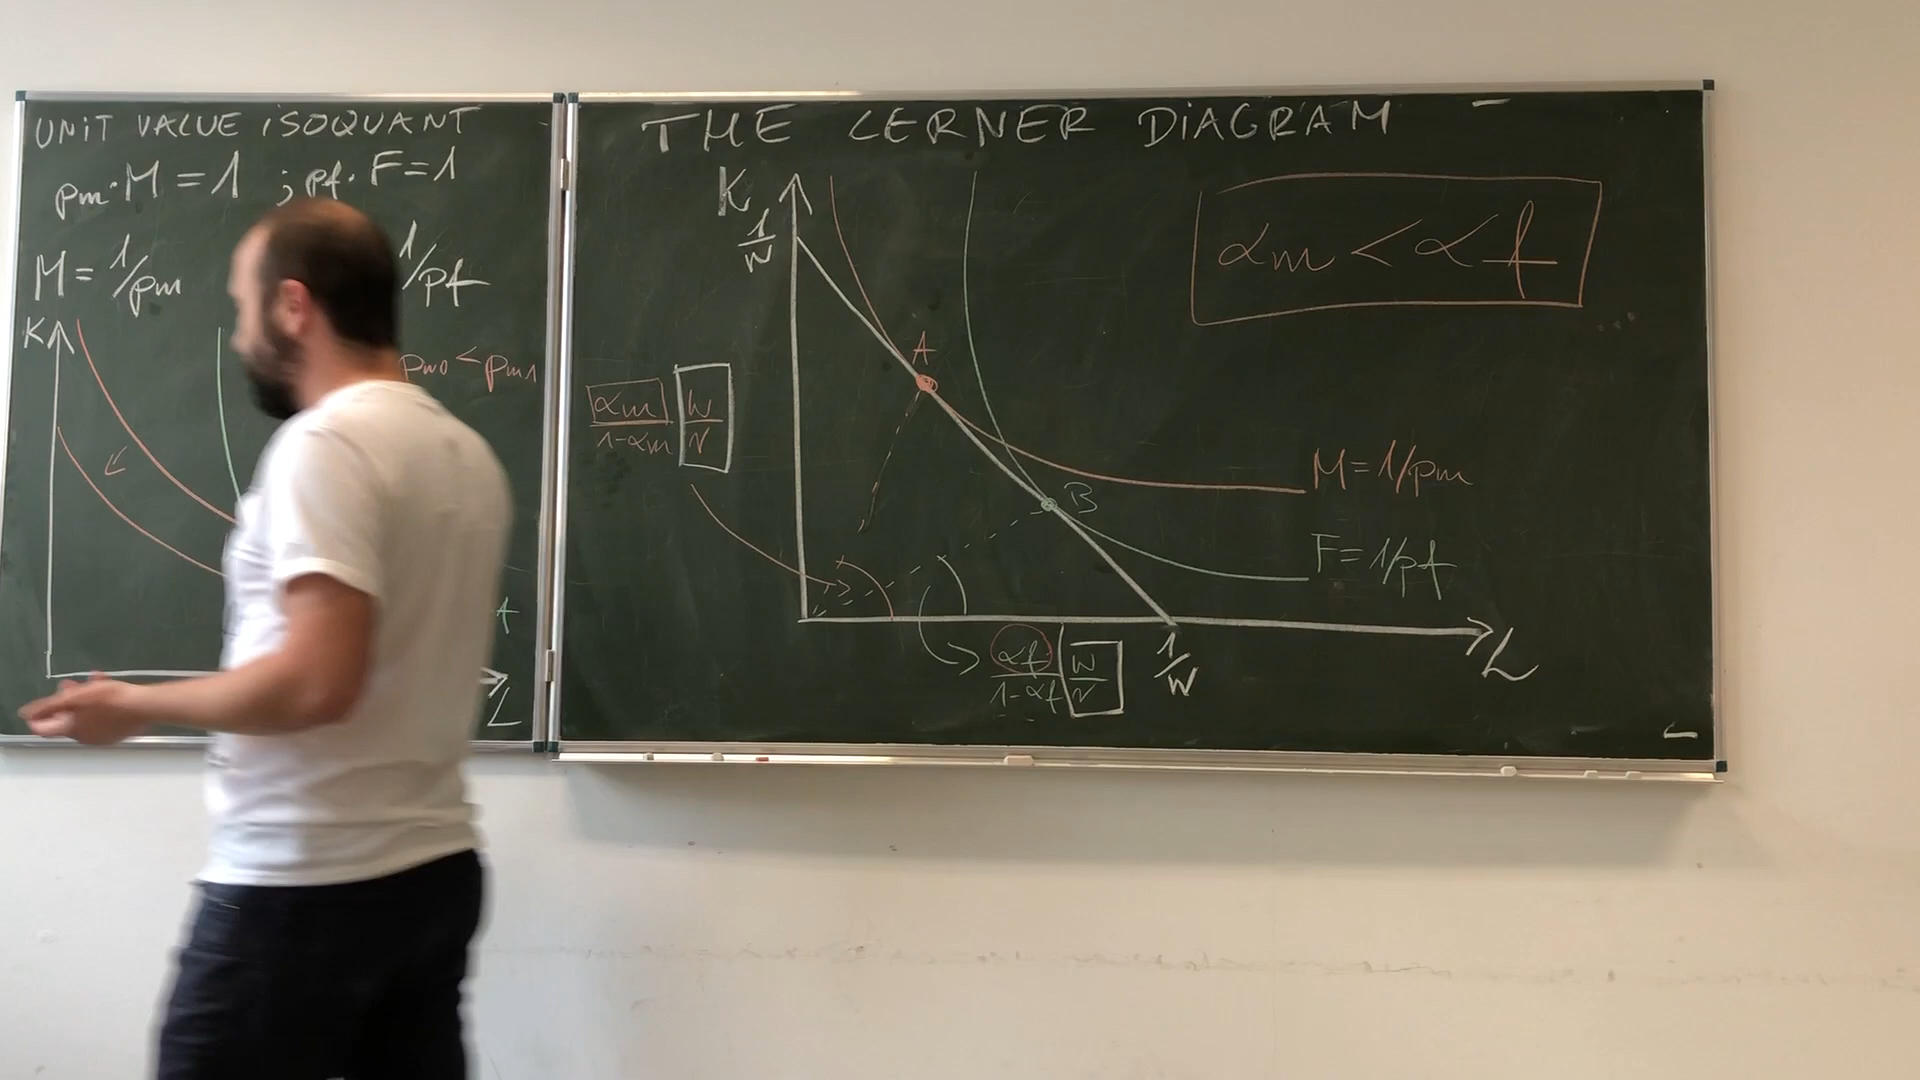 UNIT VALUE ISOQUANT
pm·M = 1 ; pf·F = 1
M = 1/pm
1/pf
K
pm0 < pm1
L
THE LERNER DIAGRAM
K
1/r
αm < αf
A
αm/1-αm w/r
B
M = 1/pm
F = 1/pf
αf/1-αf w/r
1/w
L